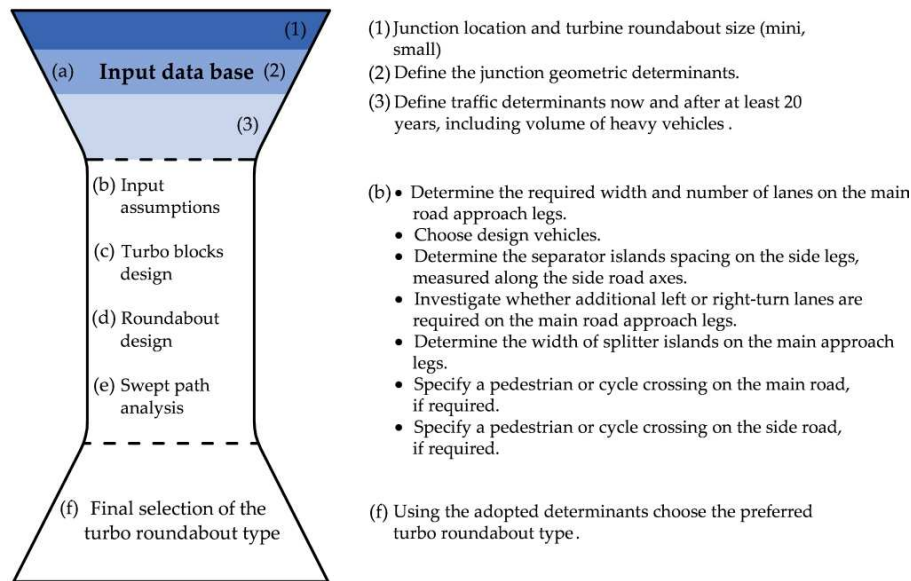 (1)
(a) Input data base (2)
(3)
(b) Input
assumptions
(c) Turbo blocks
design
(d) Roundabout
design
(e) Swept path
analysis
(f) Final selection of the
turbo roundabout type
(1) Junction location and turbine roundabout size (mini,
small)
(2) Define the junction geometric determinants.
(3) Define traffic determinants now and after at least 20
years, including volume of heavy vehicles .
(b) • Determine the required width and number of lanes on the main
road approach legs.
• Choose design vehicles.
• Determine the separator islands spacing on the side legs,
measured along the side road axes.
• Investigate whether additional left or right-turn lanes are
required on the main road approach legs.
• Determine the width of splitter islands on the main approach
legs.
• Specify a pedestrian or cycle crossing on the main road,
if required.
• Specify a pedestrian or cycle crossing on the side road,
if required.
(f) Using the adopted determinants choose the preferred
turbo roundabout type .